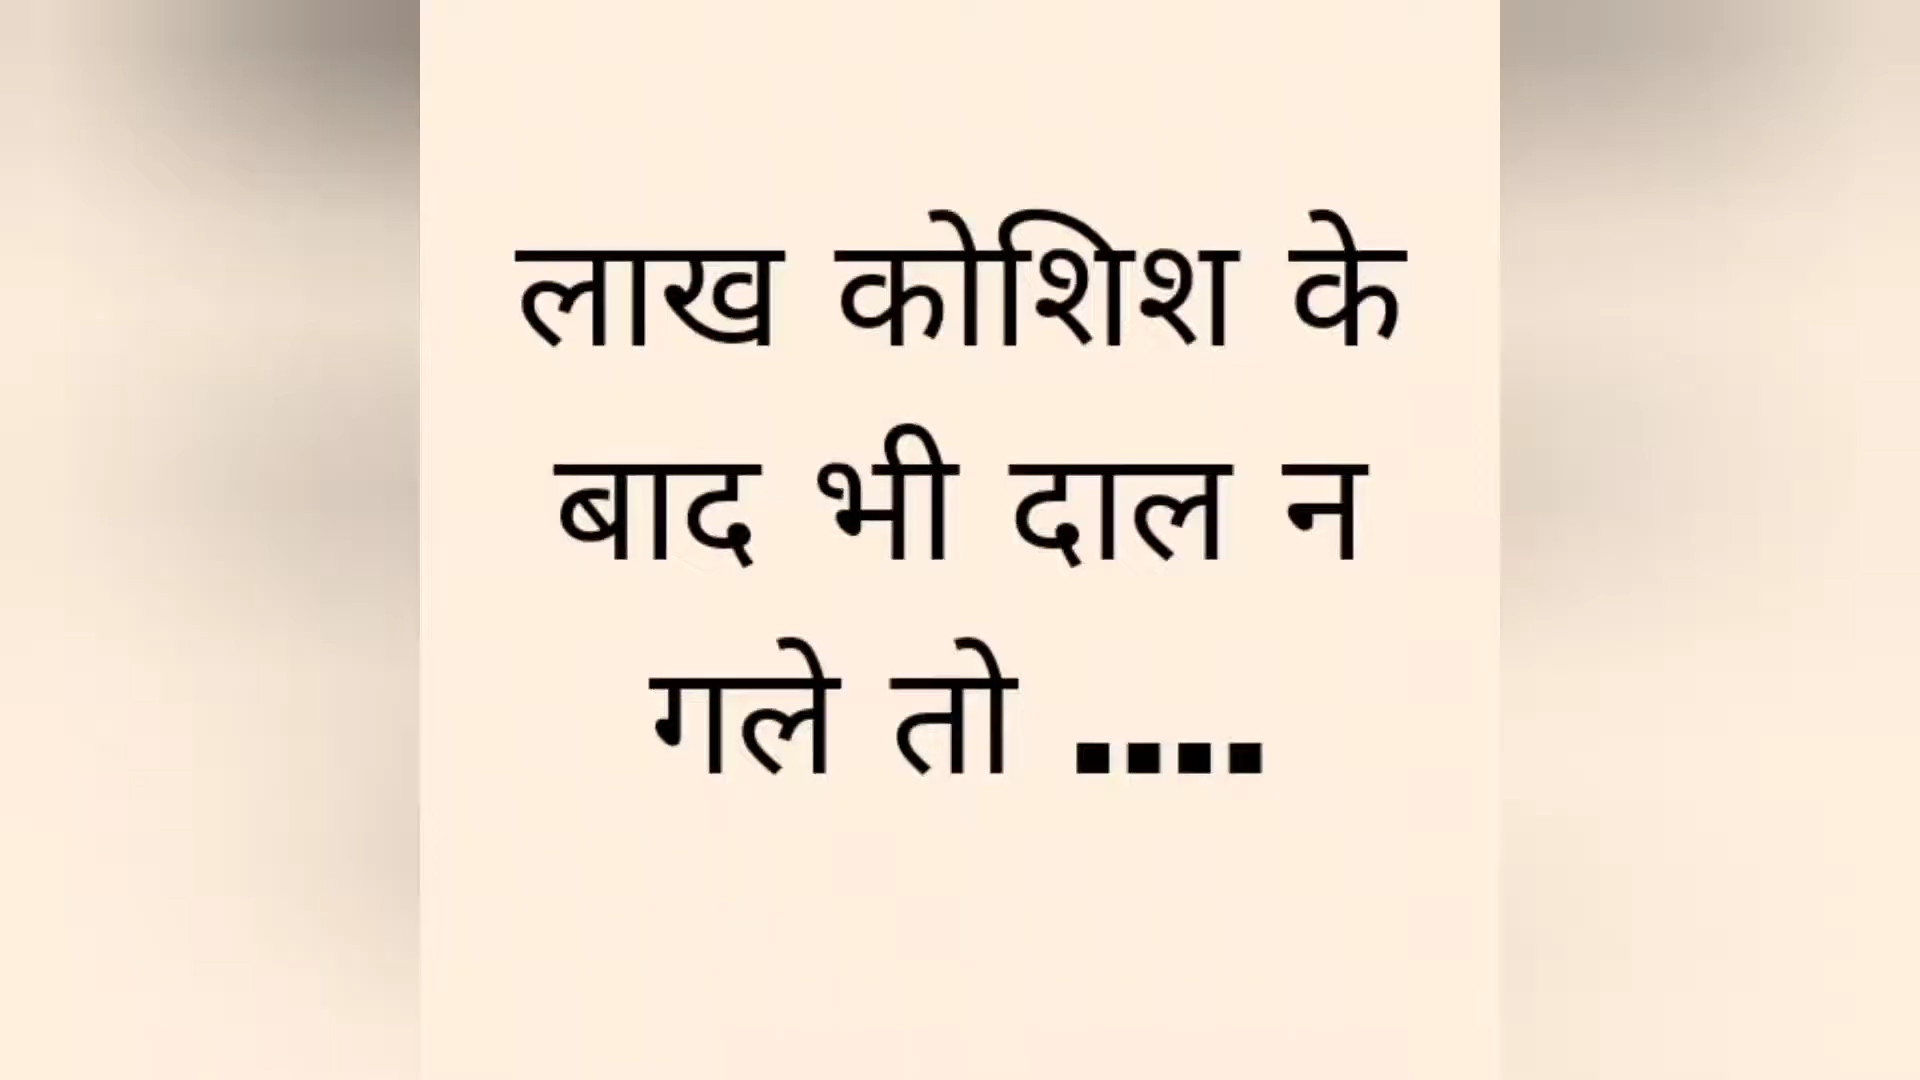 लाख कोशिश के
बाद भी दाल न
गले तो ....